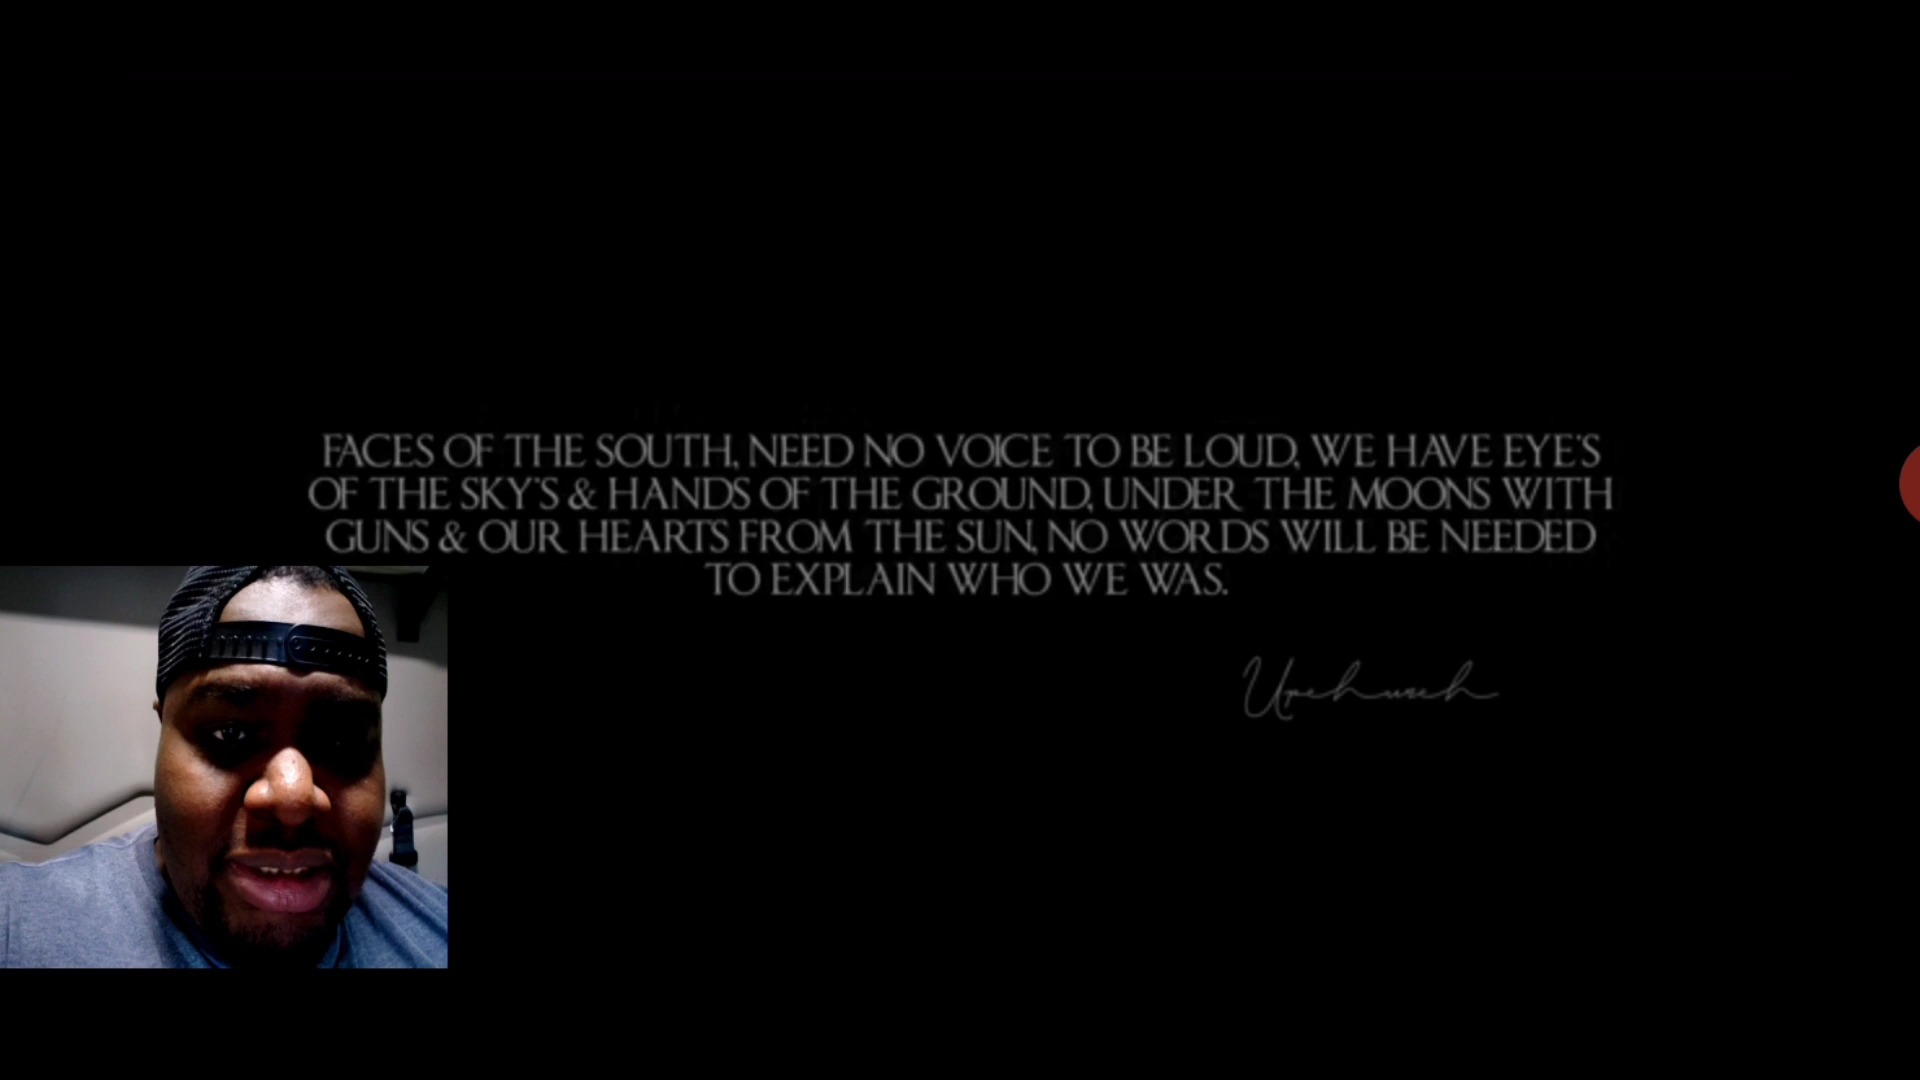 FACES OF THE SOUTH, NEED NO VOICE TO BE LOUD, WE HAVE EYE'S
OF THE SKY'S & HANDS OF THE GROUND, UNDER THE MOONS WITH
GUNS & OUR HEARTS FROM THE SUN, NO WORDS WILL BE NEEDED
TO EXPLAIN WHO WE WAS.
Upchurch